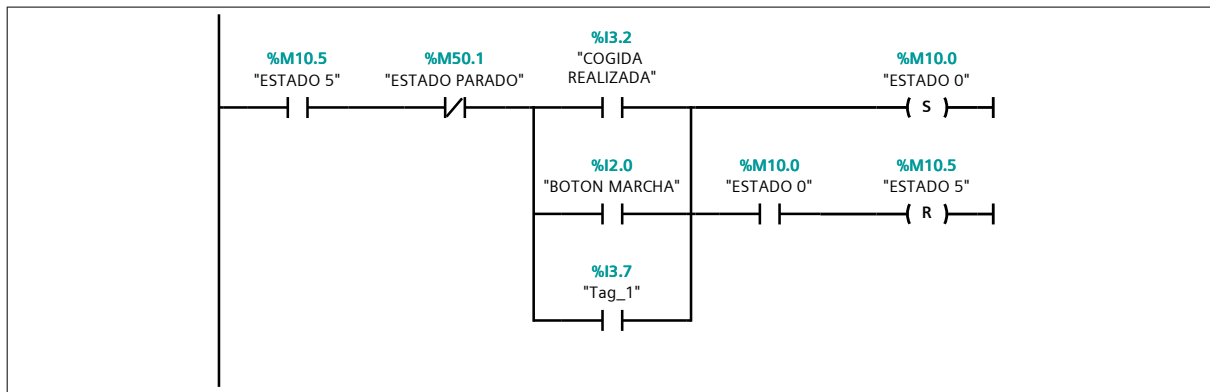 %M10.5
"ESTADO 5"
%M50.1
"ESTADO PARADO"
%I3.2
"COGIDA
REALIZADA"
%M10.0
"ESTADO 0"
S
%I2.0
"BOTON MARCHA"
%M10.0
"ESTADO 0"
%M10.5
"ESTADO 5"
R
%I3.7
"Tag_1"